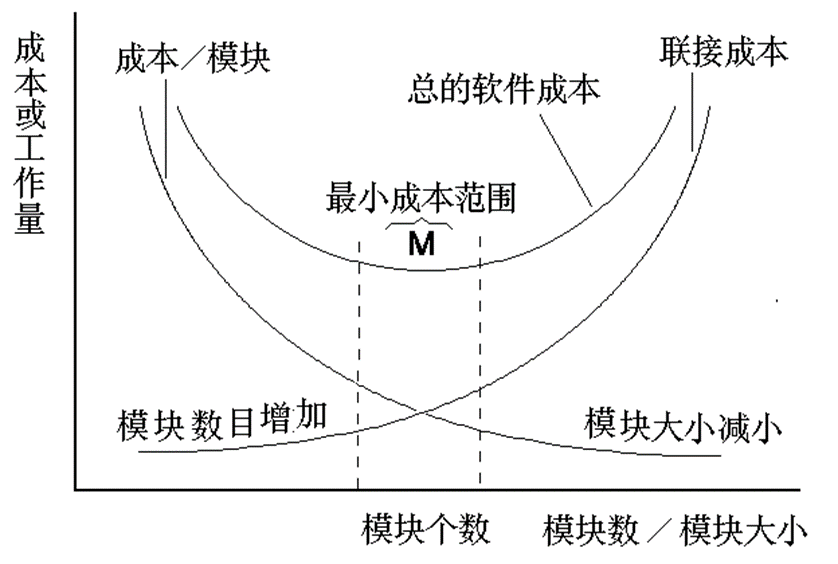 成本或工作量
成本／模块
联接成本
总的软件成本
最小成本范围
M
模块数目增加
模块大小减小
模块个数
模块数／模块大小